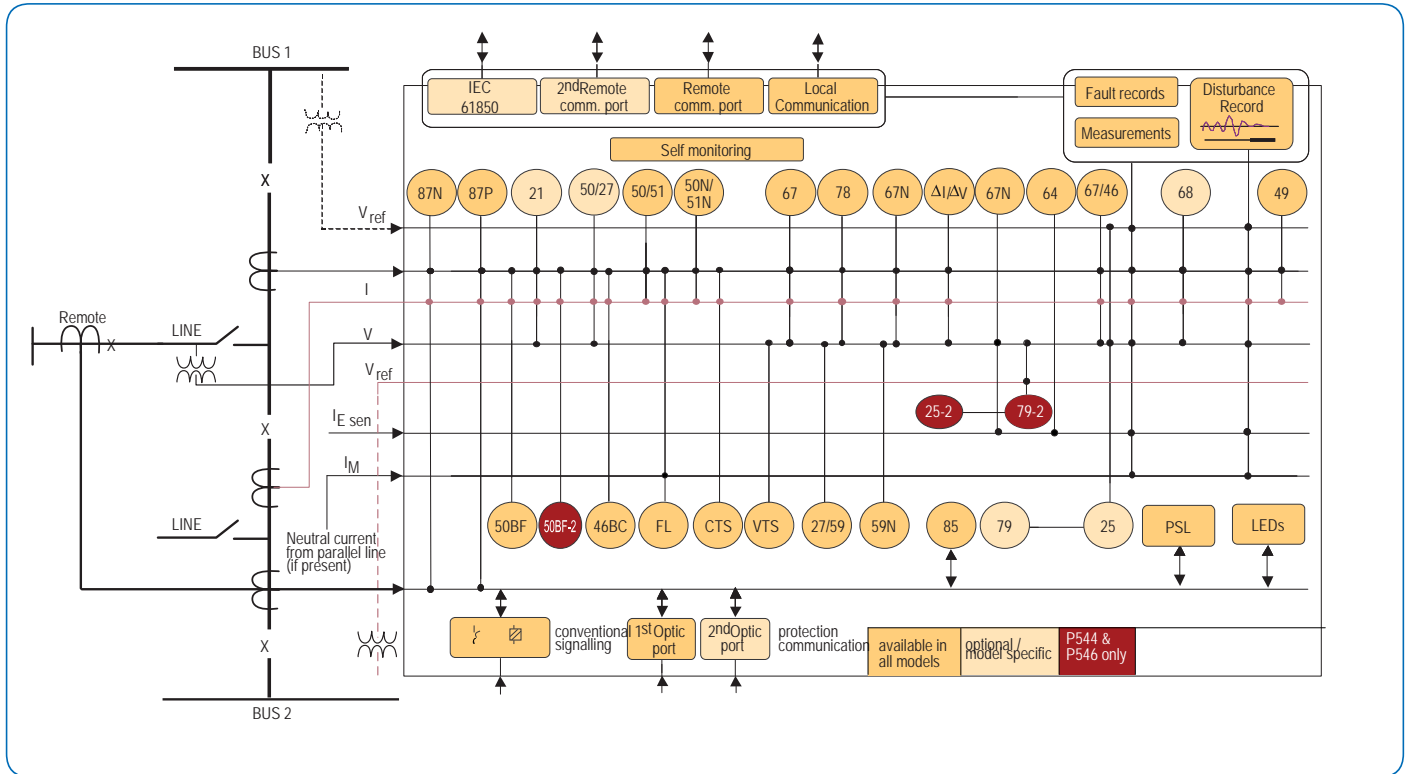 BUS 1
IEC
61850
2nd Remote
comm. port
Remote
comm. port
Local
Communication
Fault records
Measurements
Disturbance
Record
Self monitoring
X
87N
87P
21
50/27
50/51
50N/
51N
67
78
67N
ΔI/ΔV
67N
64
67/46
68
49
Vref
I
Remote
X
LINE
V
Vref
25-2
79-2
IE sen
X
IM
LINE
Neutral current
from parallel line
(if present)
50BF
50BF-2
46BC
FL
CTS
VTS
27/59
59N
85
79
25
PSL
LEDs
X
conventional
signalling
1st Optic
port
2nd Optic
port
protection
communication
available in
all models
optional /
model specific
P544 &
P546 only
BUS 2